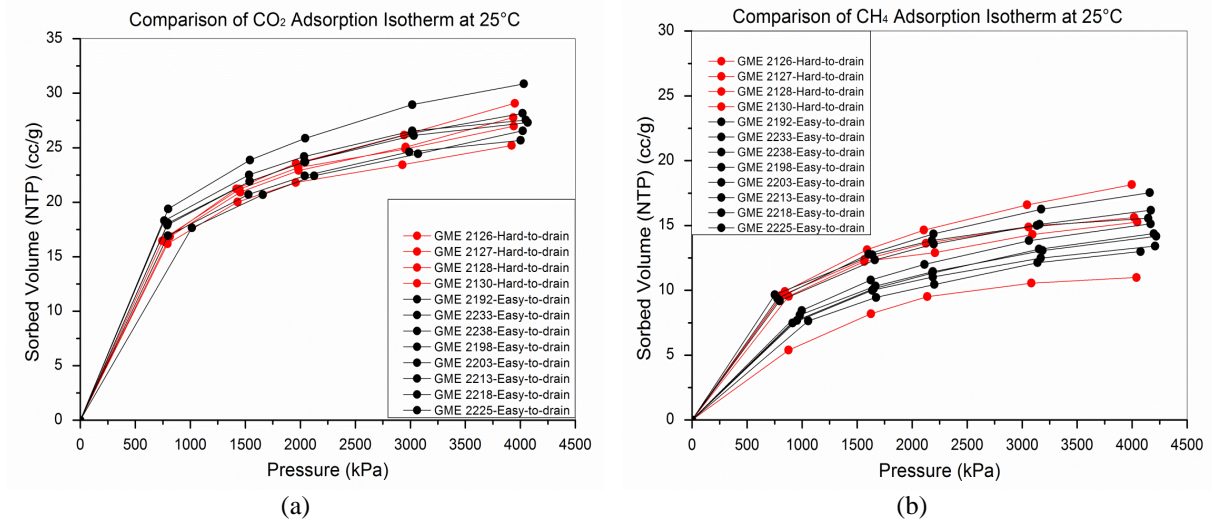 Comparison of CO₂ Adsorption Isotherm at 25°C
35
30
25
20
15
10
5
0
Sorbed Volume (NTP) (cc/g)
GME 2126-Hard-to-drain
GME 2127-Hard-to-drain
GME 2128-Hard-to-drain
GME 2130-Hard-to-drain
GME 2192-Easy-to-drain
GME 2233-Easy-to-drain
GME 2238-Easy-to-drain
GME 2198-Easy-to-drain
GME 2203-Easy-to-drain
GME 2213-Easy-to-drain
GME 2218-Easy-to-drain
GME 2225-Easy-to-drain
0 500 1000 1500 2000 2500 3000 3500 4000 4500
Pressure (kPa)
(a)
Comparison of CH₄ Adsorption Isotherm at 25°C
30
25
20
15
10
5
0
Sorbed Volume (NTP) (cc/g)
GME 2126-Hard-to-drain
GME 2127-Hard-to-drain
GME 2128-Hard-to-drain
GME 2130-Hard-to-drain
GME 2192-Easy-to-drain
GME 2233-Easy-to-drain
GME 2238-Easy-to-drain
GME 2198-Easy-to-drain
GME 2203-Easy-to-drain
GME 2213-Easy-to-drain
GME 2218-Easy-to-drain
GME 2225-Easy-to-drain
0 500 1000 1500 2000 2500 3000 3500 4000 4500
Pressure (kPa)
(b)